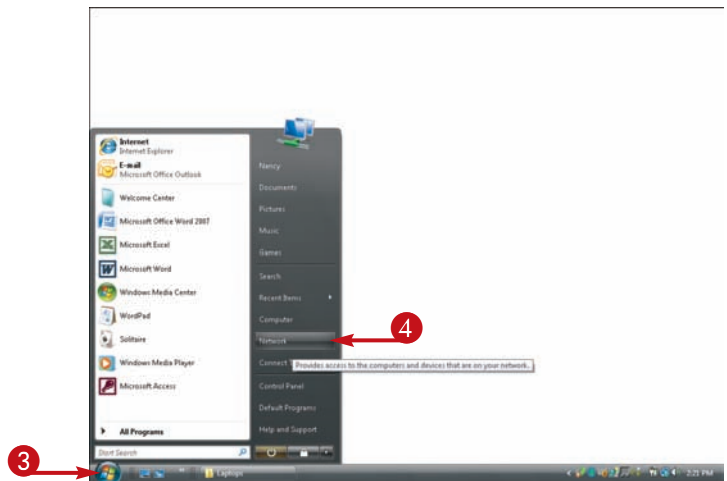 Internet
Internet Explorer
E-mail
Microsoft Office Outlook
Welcome Center
Microsoft Office Word 2007
Microsoft Excel
Microsoft Word
Windows Media Center
WordPad
Solitaire
Windows Media Player
Microsoft Access
All Programs
Start Search
Nancy
Documents
Pictures
Music
Games
Search
Recent Items
Computer
Network
4
Connect
Provides access to the computers and devices that are on your network.
Control Panel
Default Programs
Help and Support
3
Laptops
2:21 PM